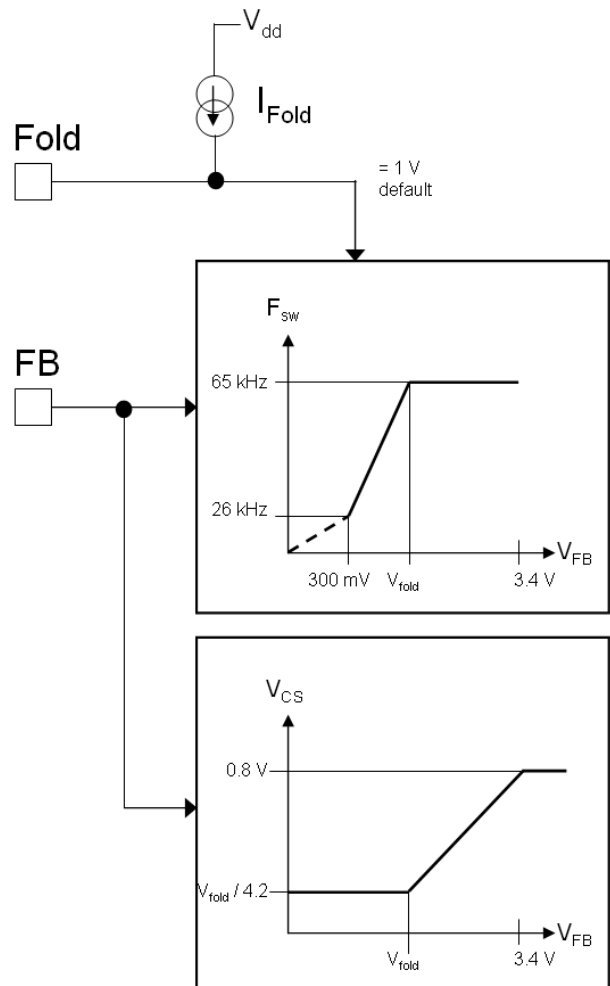 Vdd
IFold
Fold
= 1 V
default
Fsw
FB
65 kHz
26 kHz
VFB
300 mV
Vfold
3.4 V
VCS
0.8 V
Vfold / 4.2
VFB
Vfold
3.4 V